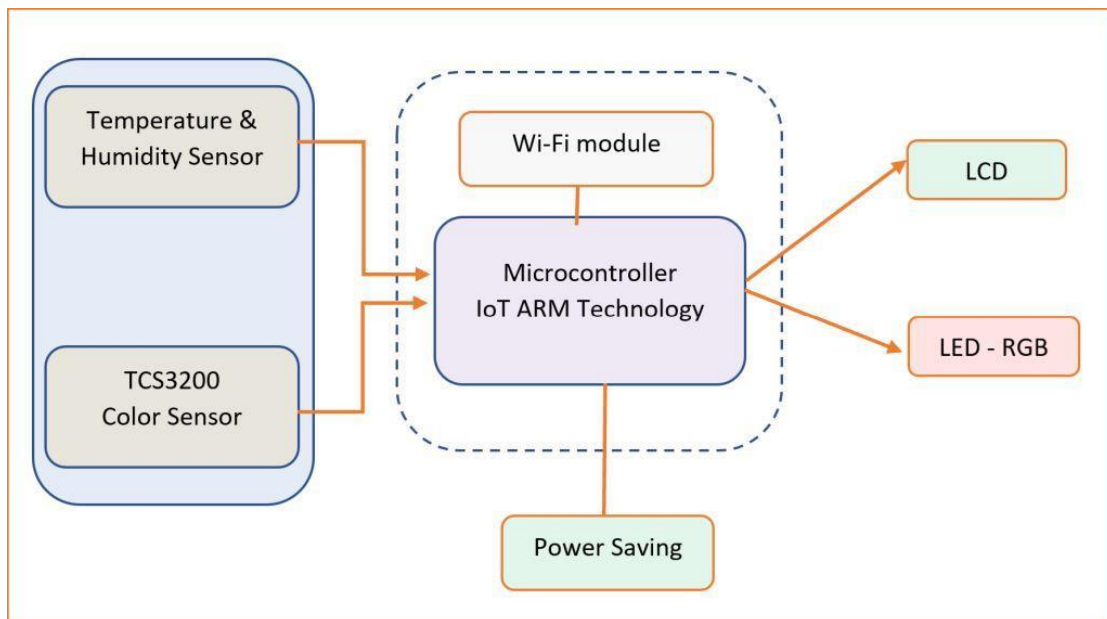 Temperature &
Humidity Sensor
Wi-Fi module
LCD
Microcontroller
IoT ARM Technology
LED - RGB
TCS3200
Color Sensor
Power Saving